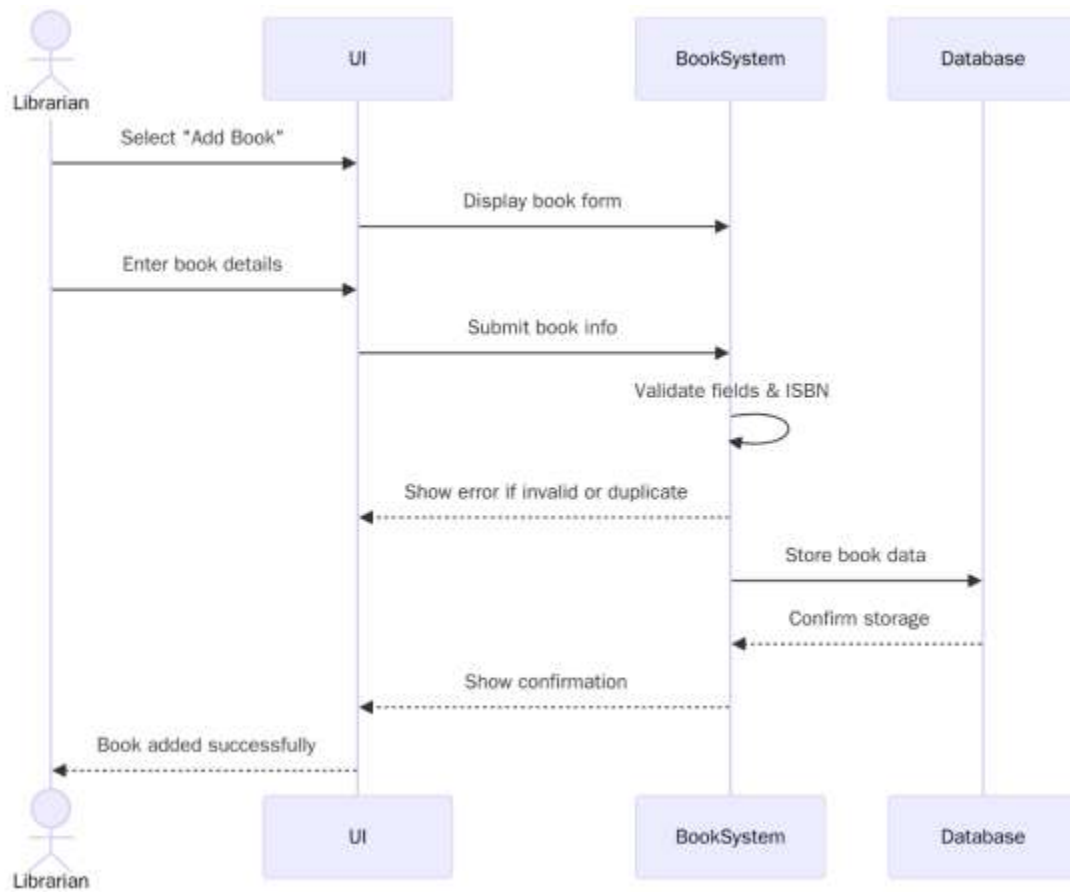 Librarian
UI
BookSystem
Database
Select "Add Book"
Display book form
Enter book details
Submit book info
Validate fields & ISBN
Show error if invalid or duplicate
Store book data
Confirm storage
Show confirmation
Book added successfully
Librarian
UI
BookSystem
Database